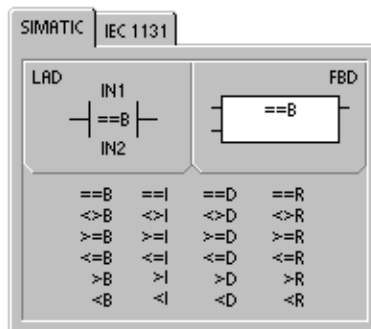 SIMATIC IEC 1131
LAD
IN1
==B
IN2
FBD
==B
==B ==I ==D ==R
<>B <>I <>D <>R
>=B >=I >=D >=R
<=B <=I <=D <=R
>B >I >D >R
<B <I <D <R